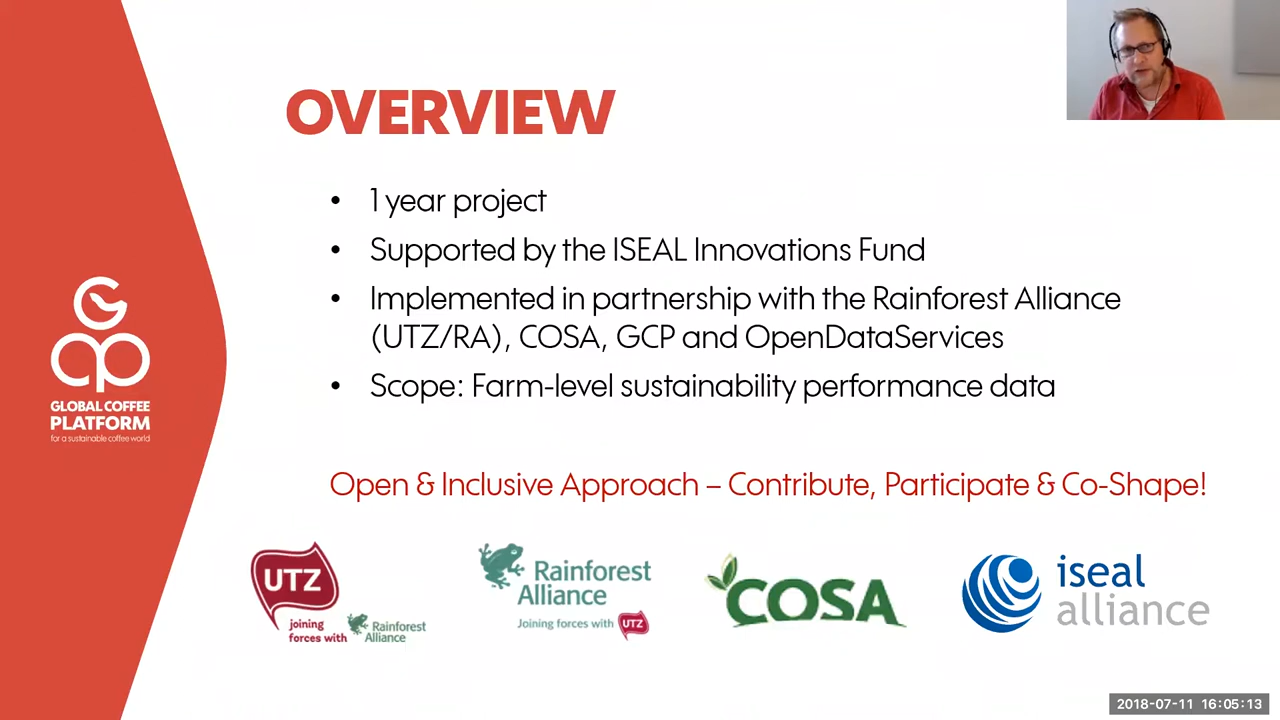 OVERVIEW
• 1 year project
• Supported by the ISEAL Innovations Fund
• Implemented in partnership with the Rainforest Alliance
(UTZ/RA), COSA, GCP and OpenDataServices
• Scope: Farm-level sustainability performance data
Open & Inclusive Approach – Contribute, Participate & Co-Shape!
GCP
GLOBAL COFFEE
PLATFORM
for a sustainable coffee world
UTZ
joining
forces with
Rainforest
Alliance
Rainforest
Alliance
Joining forces with
UTZ
COSA
iseal
alliance
2018-07-11 16:05:13